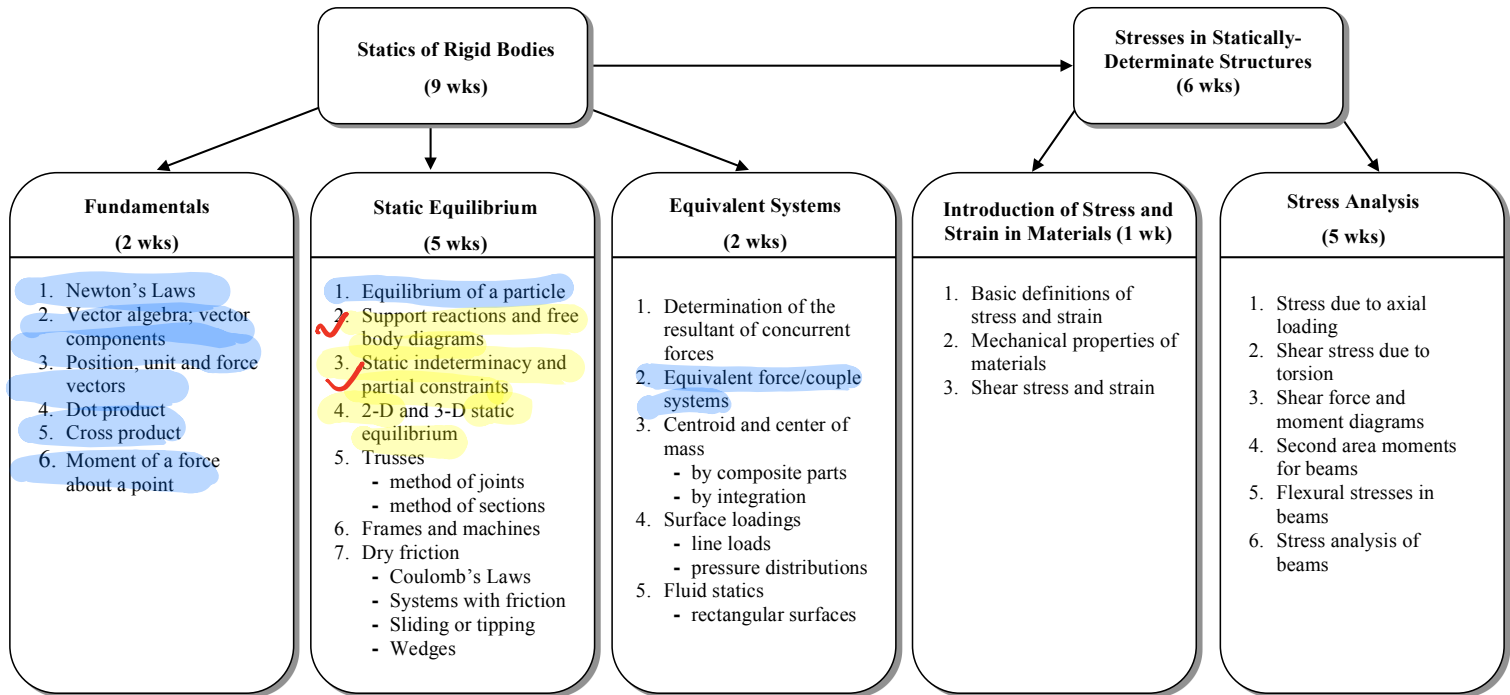 Statics of Rigid Bodies
(9 wks)
Stresses in Statically-
Determinate Structures
(6 wks)
Fundamentals
(2 wks)
1. Newton's Laws
2. Vector algebra; vector
components
3. Position, unit and force
vectors
4. Dot product
5. Cross product
6. Moment of a force
about a point
Static Equilibrium
(5 wks)
1. Equilibrium of a particle
2. Support reactions and free
body diagrams
3. Static indeterminacy and
partial constraints
4. 2-D and 3-D static
equilibrium
5. Trusses
- method of joints
- method of sections
6. Frames and machines
7. Dry friction
- Coulomb's Laws
- Systems with friction
- Sliding or tipping
- Wedges
Equivalent Systems
(2 wks)
1. Determination of the
resultant of concurrent
forces
2. Equivalent force/couple
systems
3. Centroid and center of
mass
- by composite parts
- by integration
4. Surface loadings
- line loads
- pressure distributions
5. Fluid statics
- rectangular surfaces
Introduction of Stress and
Strain in Materials (1 wk)
1. Basic definitions of
stress and strain
2. Mechanical properties of
materials
3. Shear stress and strain
Stress Analysis
(5 wks)
1. Stress due to axial
loading
2. Shear stress due to
torsion
3. Shear force and
moment diagrams
4. Second area moments
for beams
5. Flexural stresses in
beams
6. Stress analysis of
beams